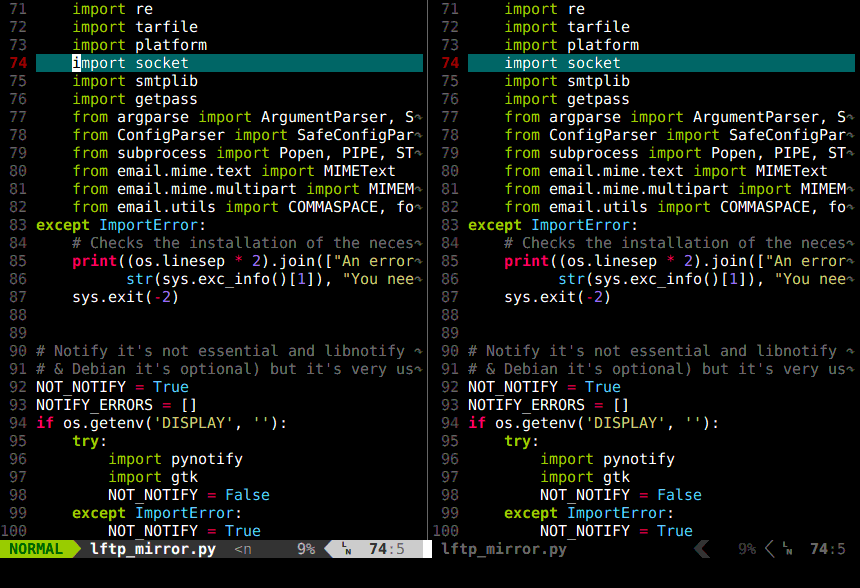 71     import re
72     import tarfile
73     import platform
74     import socket
75     import smtplib
76     import getpass
77     from argparse import ArgumentParser, S↷
78     from ConfigParser import SafeConfigPar↷
79     from subprocess import Popen, PIPE, ST↷
80     from email.mime.text import MIMEText
81     from email.mime.multipart import MIMEM↷
82     from email.utils import COMMASPACE, fo↷
83 except ImportError:
84     # Checks the installation of the neces↷
85     print((os.linesep * 2).join(["An error↷
86           str(sys.exc_info()[1]), "You nee↷
87     sys.exit(-2)
88
89
90 # Notify it's not essential and libnotify ↷
91 # & Debian it's optional) but it's very us↷
92 NOT_NOTIFY = True
93 NOTIFY_ERRORS = []
94 if os.getenv('DISPLAY', ''):
95     try:
96         import pynotify
97         import gtk
98         NOT_NOTIFY = False
99     except ImportError:
100         NOT_NOTIFY = True
NORMAL lftp_mirror.py <n 9% LN 74:5
71     import re
72     import tarfile
73     import platform
74     import socket
75     import smtplib
76     import getpass
77     from argparse import ArgumentParser, S↷
78     from ConfigParser import SafeConfigPar↷
79     from subprocess import Popen, PIPE, ST↷
80     from email.mime.text import MIMEText
81     from email.mime.multipart import MIMEM↷
82     from email.utils import COMMASPACE, fo↷
83 except ImportError:
84     # Checks the installation of the neces↷
85     print((os.linesep * 2).join(["An error↷
86           str(sys.exc_info()[1]), "You nee↷
87     sys.exit(-2)
88
89
90 # Notify it's not essential and libnotify ↷
91 # & Debian it's optional) but it's very us↷
92 NOT_NOTIFY = True
93 NOTIFY_ERRORS = []
94 if os.getenv('DISPLAY', ''):
95     try:
96         import pynotify
97         import gtk
98         NOT_NOTIFY = False
99     except ImportError:
100         NOT_NOTIFY = True
lftp_mirror.py 9% LN 74:5